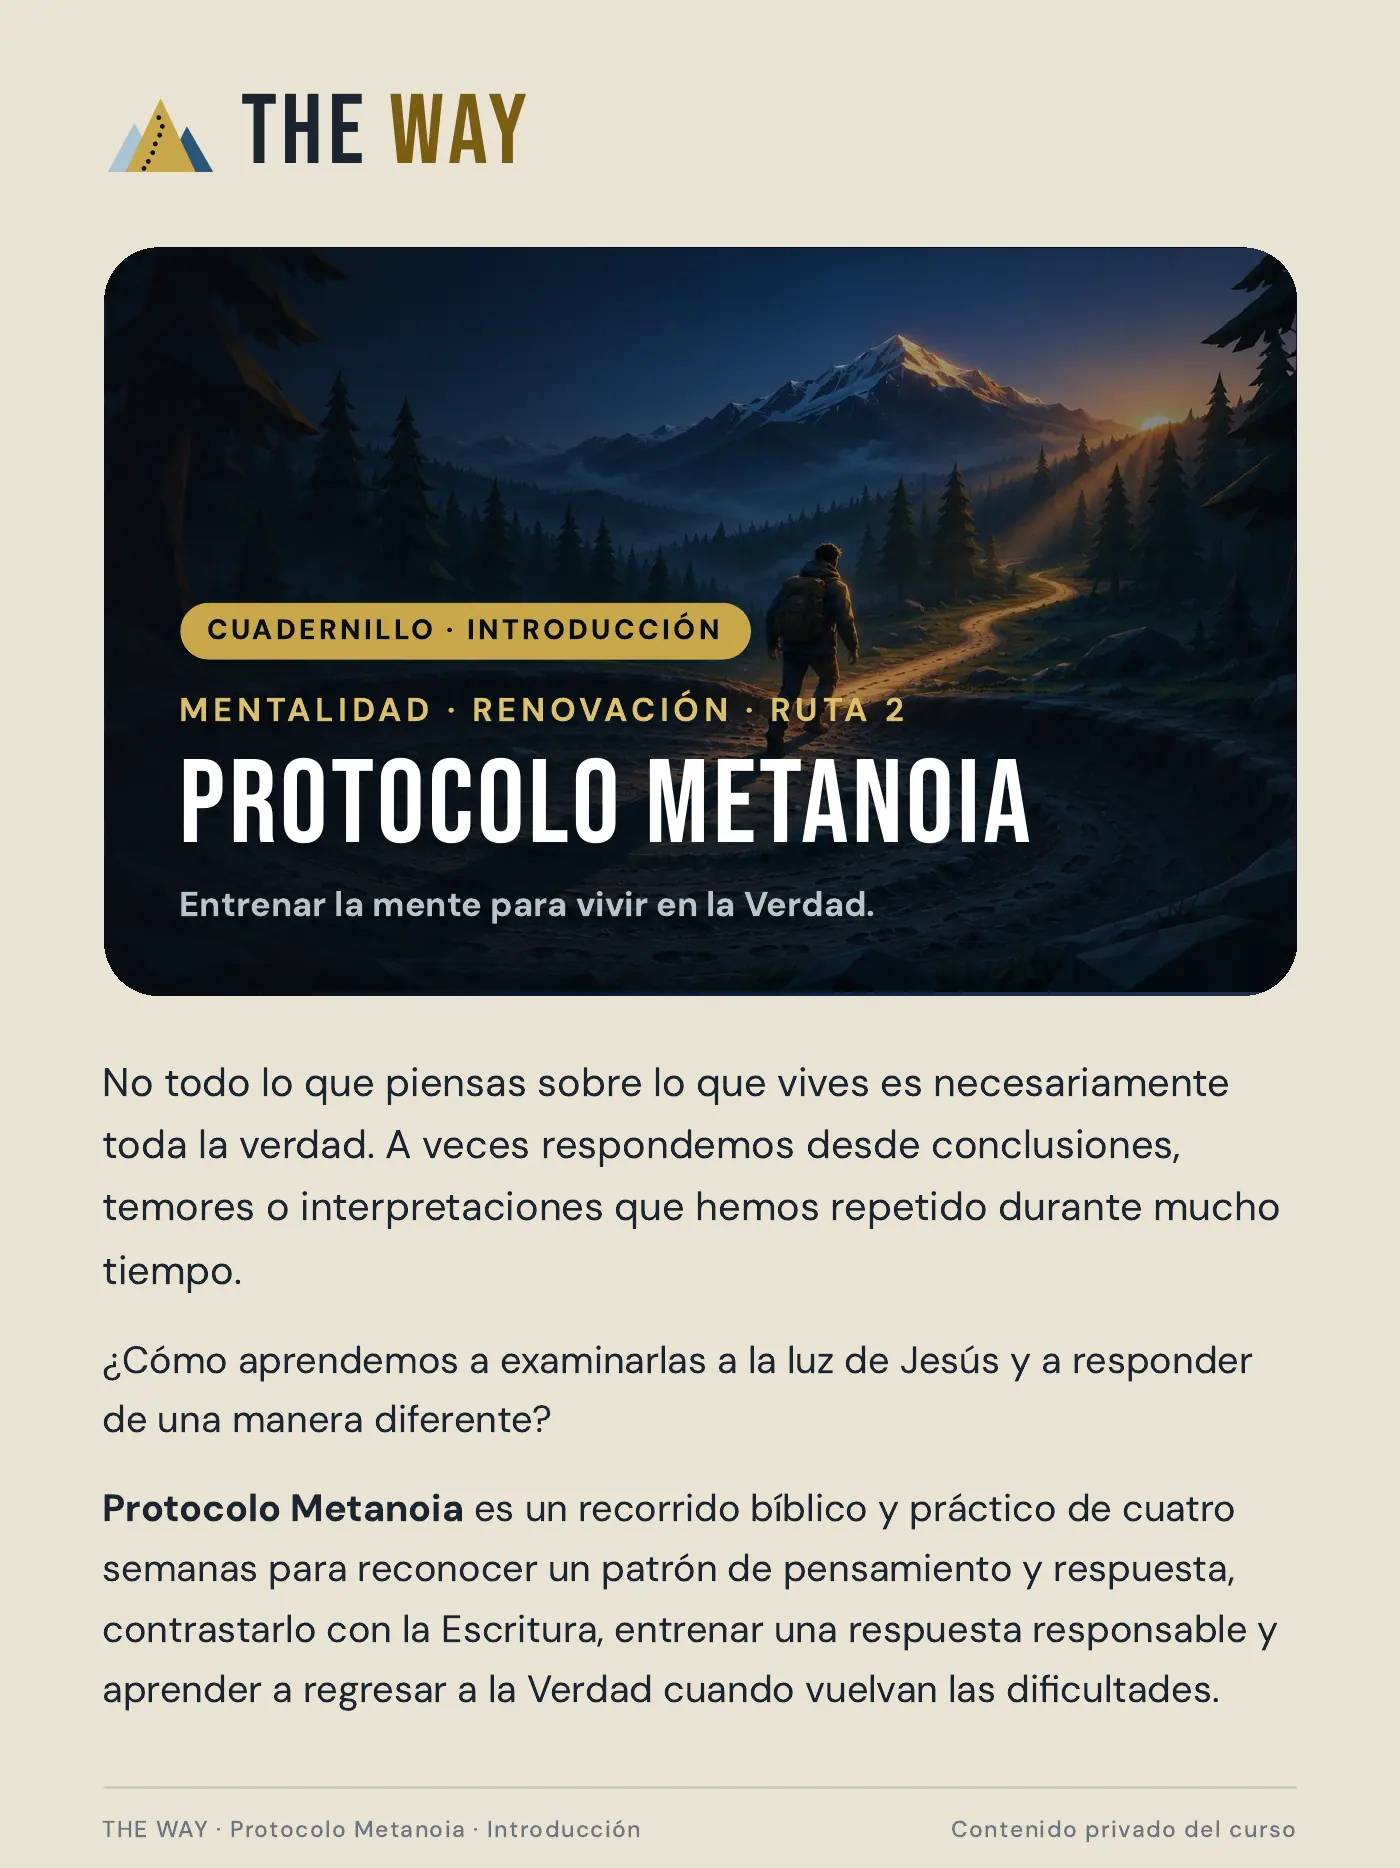 THE WAY
CUADERNILLO · INTRODUCCIÓN
MENTALIDAD · RENOVACIÓN · RUTA 2
PROTOCOLO METANOIA
Entrenar la mente para vivir en la Verdad.
No todo lo que piensas sobre lo que vives es necesariamente
toda la verdad. A veces respondemos desde conclusiones,
temores o interpretaciones que hemos repetido durante mucho
tiempo.
¿Cómo aprendemos a examinarlas a la luz de Jesús y a responder
de una manera diferente?
Protocolo Metanoia es un recorrido bíblico y práctico de cuatro
semanas para reconocer un patrón de pensamiento y respuesta,
contrastarlo con la Escritura, entrenar una respuesta responsable y
aprender a regresar a la Verdad cuando vuelvan las dificultades.
THE WAY · Protocolo Metanoia · Introducción
Contenido privado del curso